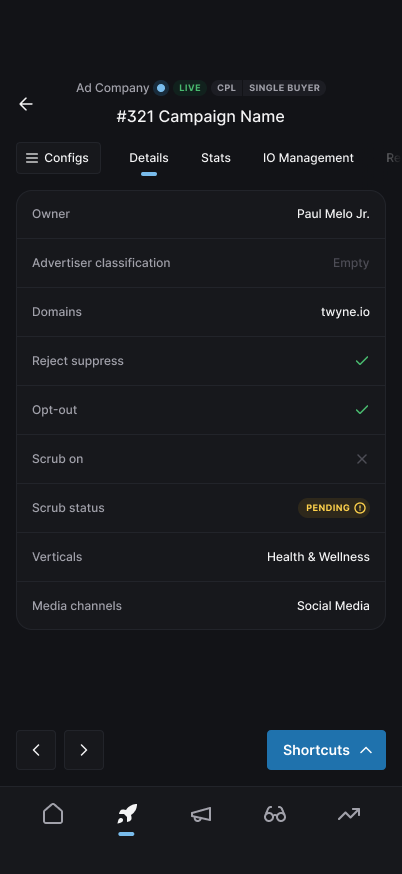 Ad Company LIVE CPL SINGLE BUYER
#321 Campaign Name
Configs Details Stats IO Management Re
Owner Paul Melo Jr.
Advertiser classification Empty
Domains twyne.io
Reject suppress
Opt-out
Scrub on
Scrub status PENDING
Verticals Health & Wellness
Media channels Social Media
Shortcuts